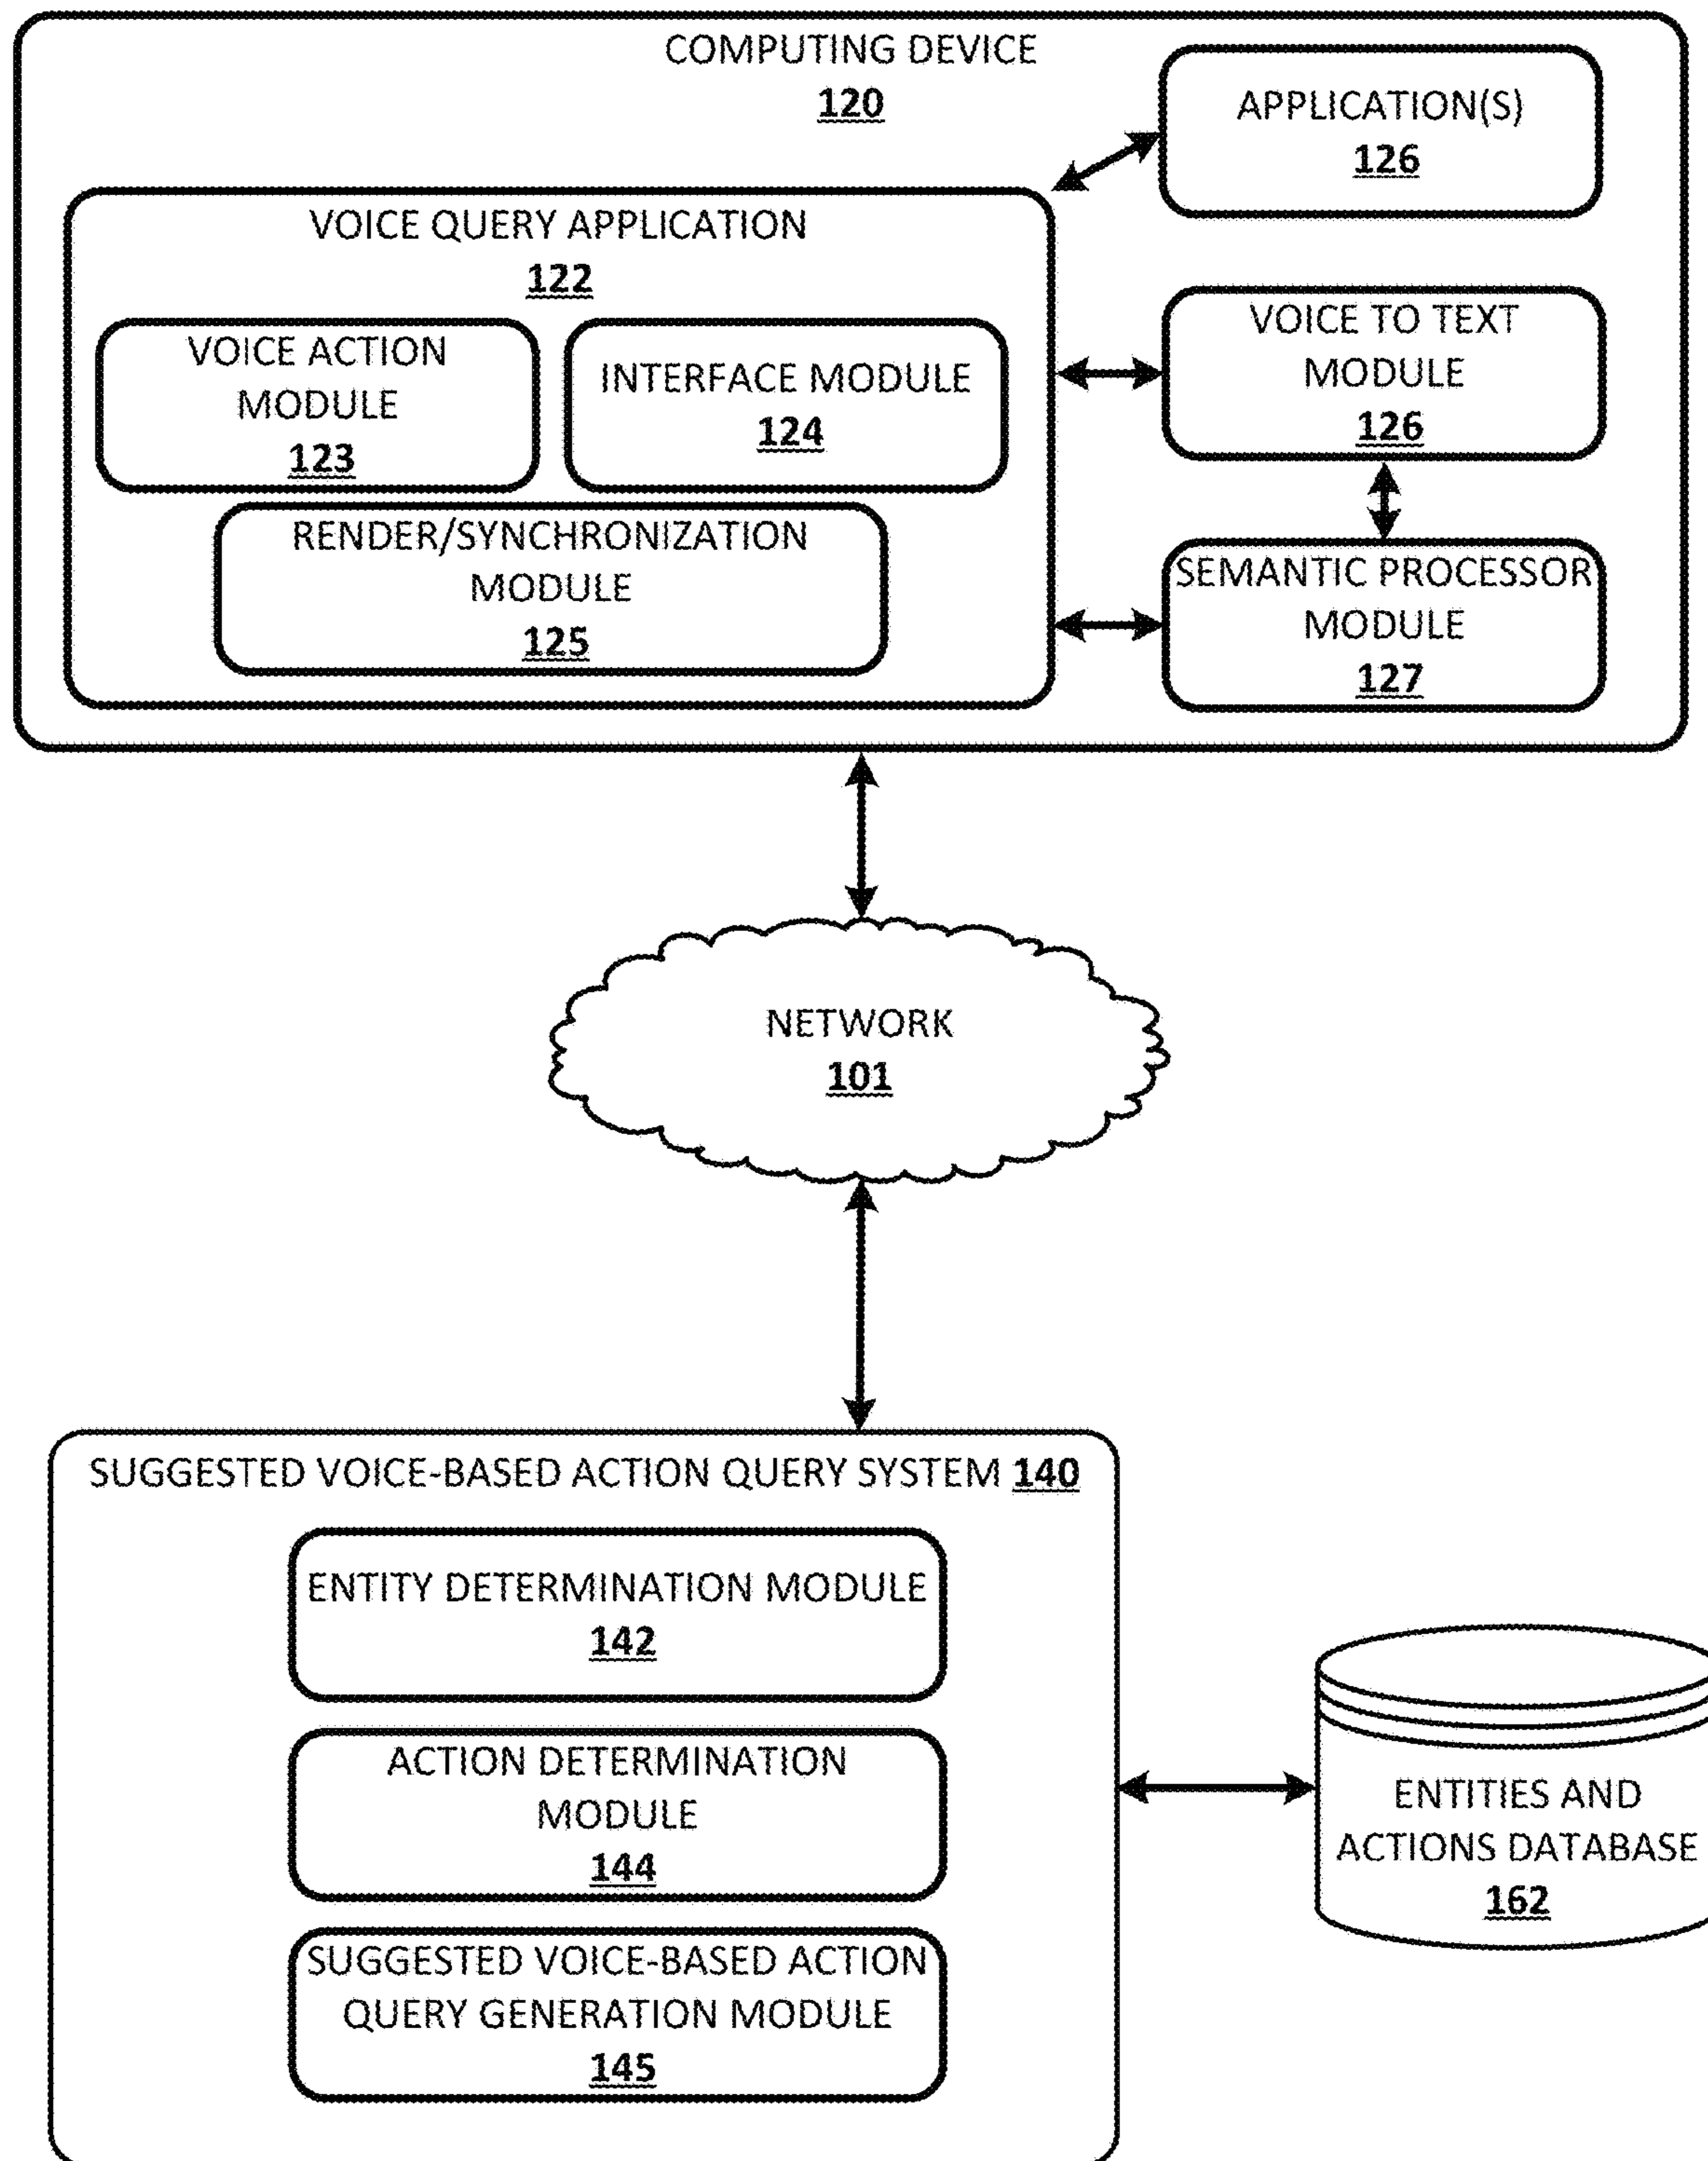 COMPUTING DEVICE
120
APPLICATION(S)
126
VOICE QUERY APPLICATION
122
VOICE ACTION
MODULE
123
INTERFACE MODULE
124
RENDER/SYNCHRONIZATION
MODULE
125
VOICE TO TEXT
MODULE
126
SEMANTIC PROCESSOR
MODULE
127
NETWORK
101
SUGGESTED VOICE-BASED ACTION QUERY SYSTEM 140
ENTITY DETERMINATION MODULE
142
ACTION DETERMINATION
MODULE
144
SUGGESTED VOICE-BASED ACTION
QUERY GENERATION MODULE
145
ENTITIES AND
ACTIONS DATABASE
162